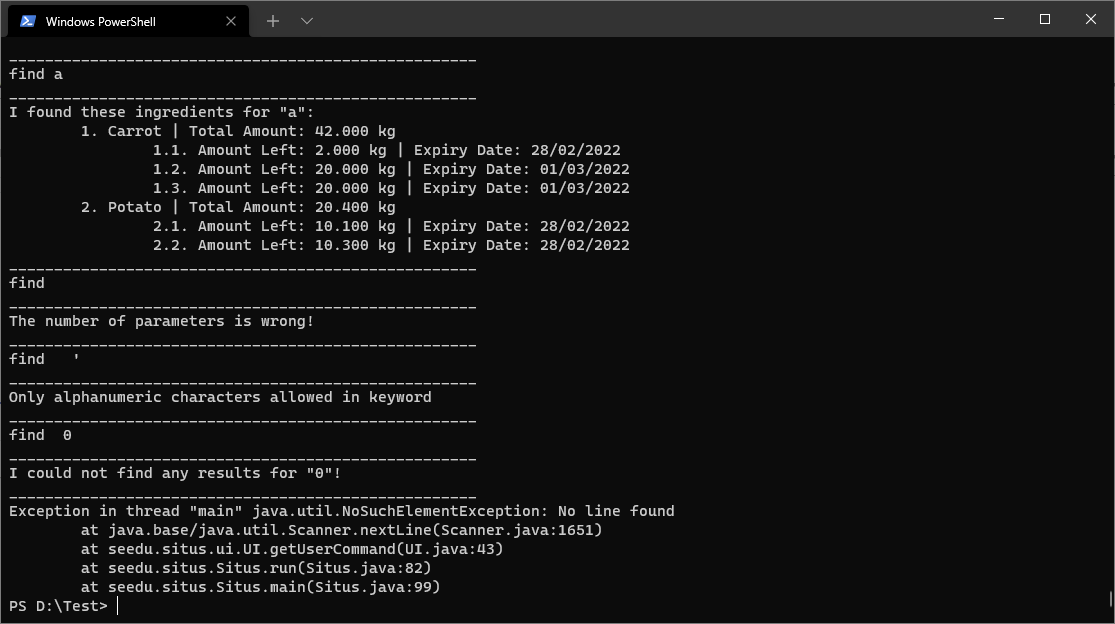 Windows PowerShell
____________________________________________________
find a
____________________________________________________
I found these ingredients for "a":
        1. Carrot | Total Amount: 42.000 kg
                1.1. Amount Left: 2.000 kg | Expiry Date: 28/02/2022
                1.2. Amount Left: 20.000 kg | Expiry Date: 01/03/2022
                1.3. Amount Left: 20.000 kg | Expiry Date: 01/03/2022
        2. Potato | Total Amount: 20.400 kg
                2.1. Amount Left: 10.100 kg | Expiry Date: 28/02/2022
                2.2. Amount Left: 10.300 kg | Expiry Date: 28/02/2022
____________________________________________________
find
____________________________________________________
The number of parameters is wrong!
____________________________________________________
find   '
____________________________________________________
Only alphanumeric characters allowed in keyword
____________________________________________________
find  0
____________________________________________________
I could not find any results for "0"!
____________________________________________________
Exception in thread "main" java.util.NoSuchElementException: No line found
        at java.base/java.util.Scanner.nextLine(Scanner.java:1651)
        at seedu.situs.ui.UI.getUserCommand(UI.java:43)
        at seedu.situs.Situs.run(Situs.java:82)
        at seedu.situs.Situs.main(Situs.java:99)
PS D:\Test>